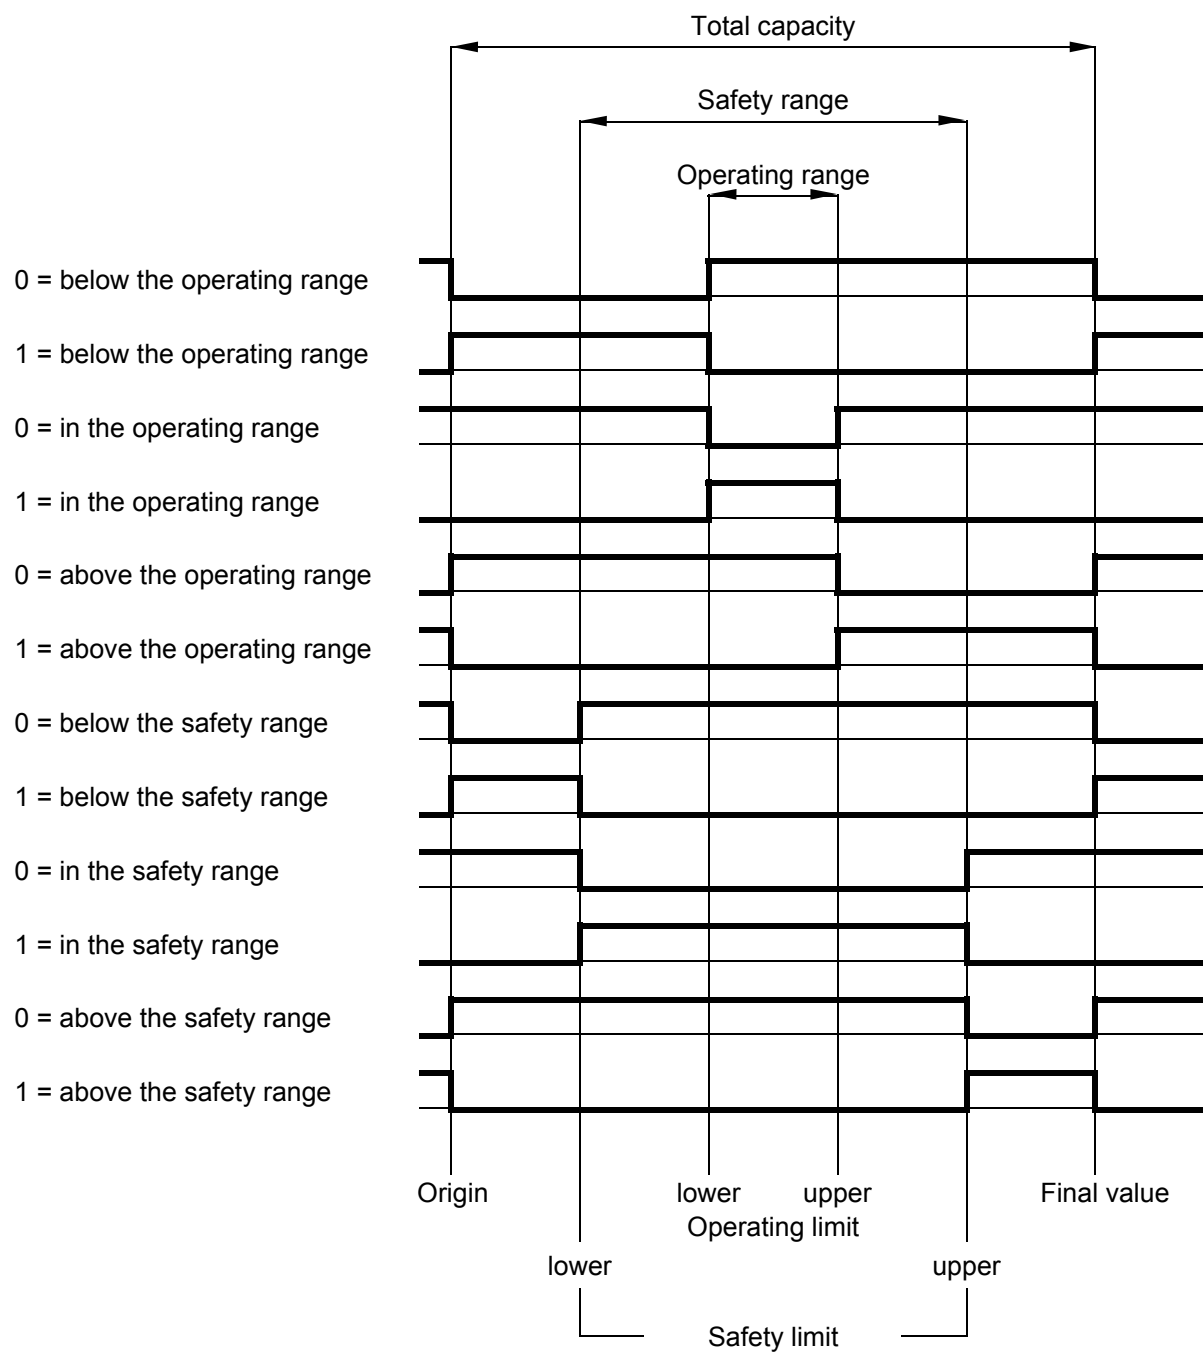 Total capacity
Safety range
Operating range
0 = below the operating range
1 = below the operating range
0 = in the operating range
1 = in the operating range
0 = above the operating range
1 = above the operating range
0 = below the safety range
1 = below the safety range
0 = in the safety range
1 = in the safety range
0 = above the safety range
1 = above the safety range
Origin lower upper Final value
Operating limit
lower upper
Safety limit